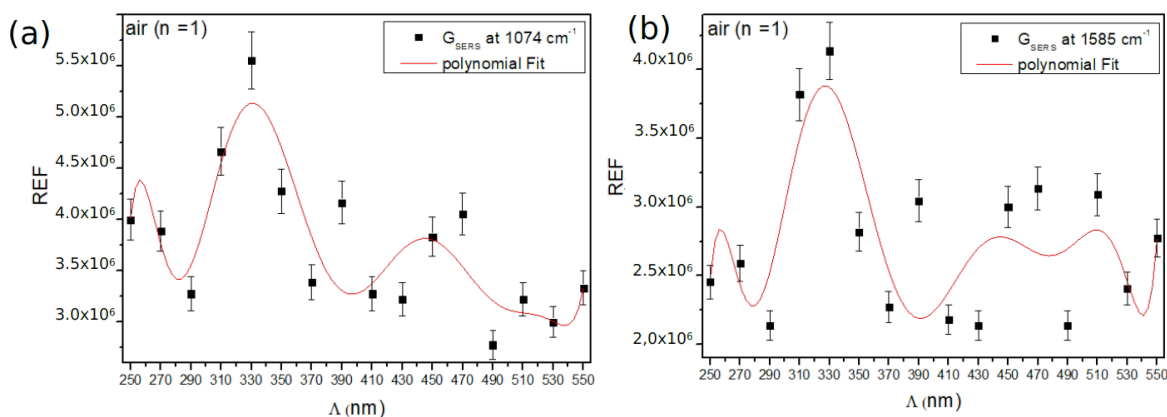 (a)
air (n =1)
G_SERS at 1074 cm⁻¹
polynomial Fit
REF
5.5x10⁶
5.0x10⁶
4.5x10⁶
4.0x10⁶
3.5x10⁶
3.0x10⁶
250 270 290 310 330 350 370 390 410 430 450 470 490 510 530 550
Λ (nm)
(b)
air (n =1)
G_SERS at 1585 cm⁻¹
polynomial Fit
REF
4.0x10⁶
3.5x10⁶
3.0x10⁶
2.5x10⁶
2,0x10⁶
250 270 290 310 330 350 370 390 410 430 450 470 490 510 530 550
Λ (nm)